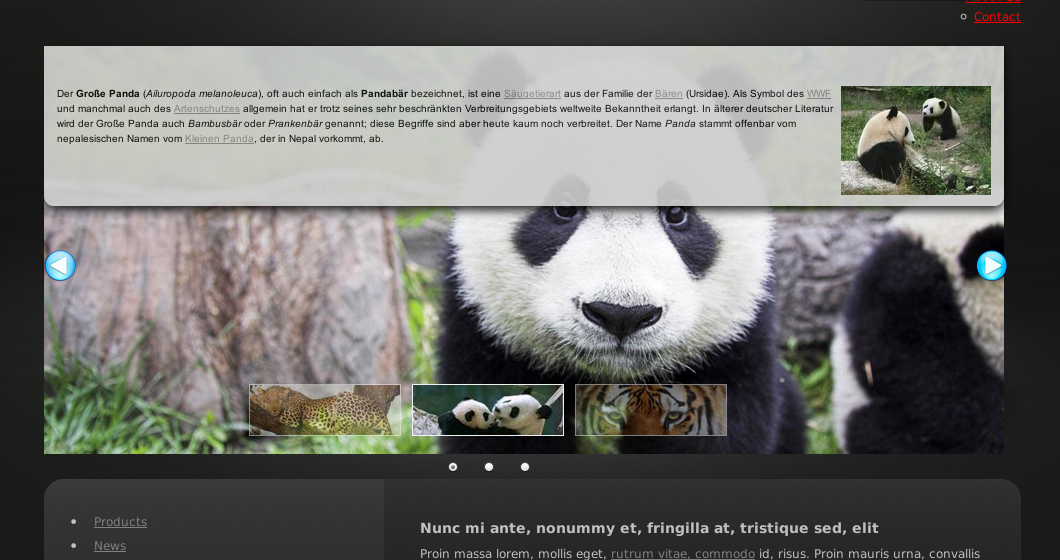 Contact
Der Große Panda (Ailuropoda melanoleuca), oft auch einfach als Pandabär bezeichnet, ist eine Säugetierart aus der Familie der Bären (Ursidae). Als Symbol des WWF
und manchmal auch des Artenschutzes allgemein hat er trotz seines sehr beschränkten Verbreitungsgebiets weltweite Bekanntheit erlangt. In älterer deutscher Literatur
wird der Große Panda auch Bambusbär oder Prankenbär genannt; diese Begriffe sind aber heute kaum noch verbreitet. Der Name Panda stammt offenbar vom
nepalesischen Namen vom Kleinen Panda, der in Nepal vorkommt, ab.
Products
News
Nunc mi ante, nonummy et, fringilla at, tristique sed, elit
Proin massa lorem, mollis eget, rutrum vitae, commodo id, risus. Proin mauris urna, convallis